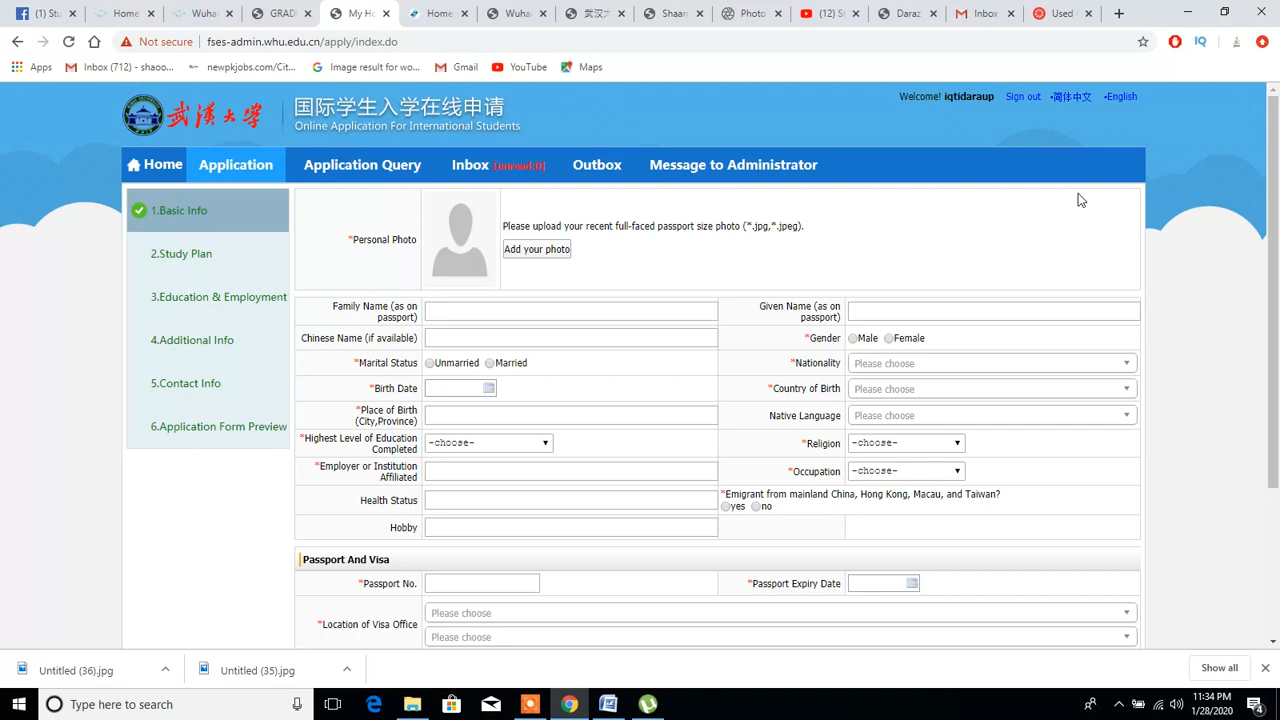 Stu
Home
Wuhan
GRAD
My Ho
Home
Wuhan
武汉大
Shaan
Photo
(12) St
Daraz
Inbox
Used
Not secure
fses-admin.whu.edu.cn/apply/index.do
IQ
Apps
Inbox (712) - shaoo...
newpkjobs.com/Cit...
Image result for wo...
Gmail
YouTube
Maps
武漢大学
国际学生入学在线申请
Online Application For International Students
Welcome! iqtidaraup
Sign out
•简体中文
•English
Home
Application
Application Query
Inbox [unread:0]
Outbox
Message to Administrator
1.Basic Info
2.Study Plan
3.Education & Employment
4.Additional Info
5.Contact Info
6.Application Form Preview
*Personal Photo
Please upload your recent full-faced passport size photo (*.jpg,*.jpeg).
Add your photo
Family Name (as on
passport)
Given Name (as on
passport)
Chinese Name (if available)
*Gender
Male
Female
*Marital Status
Unmarried
Married
*Nationality
Please choose
*Birth Date
*Country of Birth
Please choose
*Place of Birth
(City,Province)
Native Language
Please choose
*Highest Level of Education
Completed
-choose-
*Religion
-choose-
*Employer or Institution
Affiliated
*Occupation
-choose-
Health Status
*Emigrant from mainland China, Hong Kong, Macau, and Taiwan?
yes
no
Hobby
Passport And Visa
*Passport No.
*Passport Expiry Date
*Location of Visa Office
Please choose
Please choose
Untitled (36).jpg
Untitled (35).jpg
Show all
Type here to search
11:34 PM
1/28/2020
4